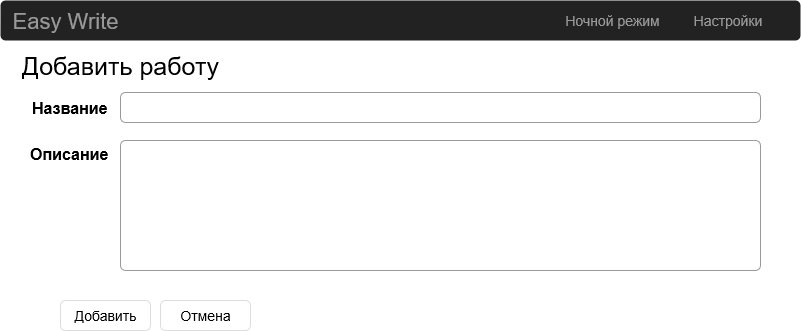 Easy Write Ночной режим Настройки
Добавить работу
Название
Описание
Добавить Отмена